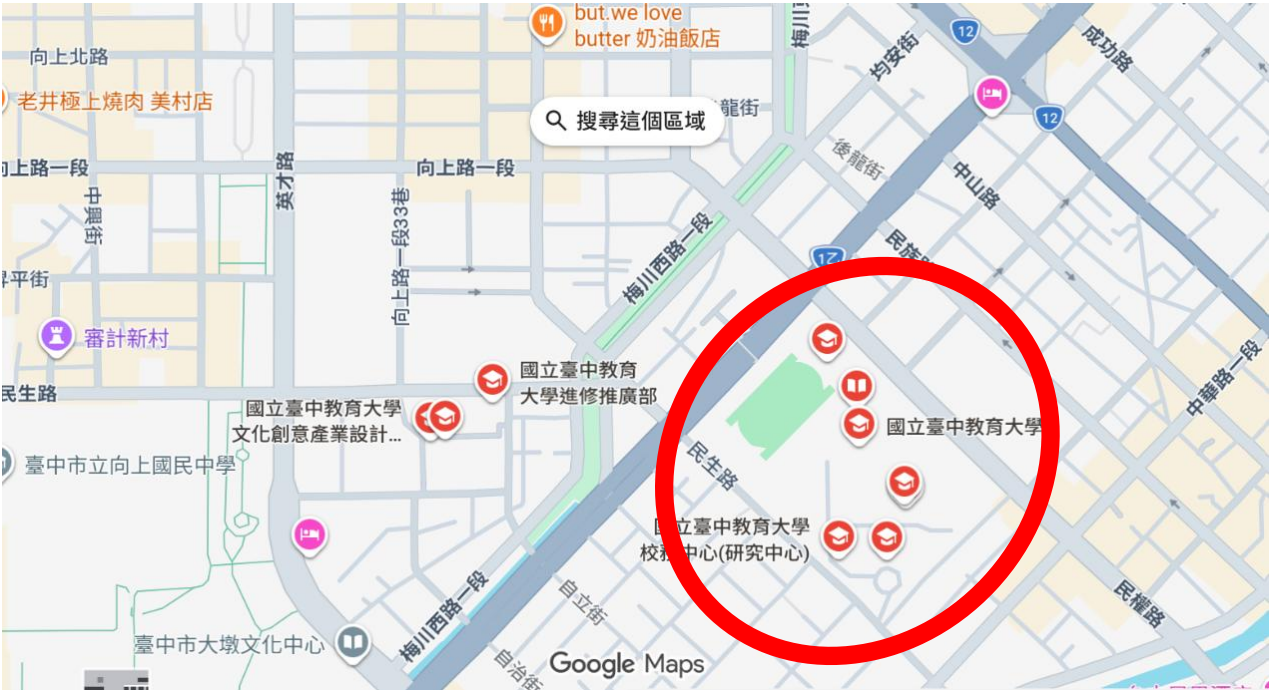 but.we love
butter 奶油飯店
12
成功路
向上北路
均安街
老井極上燒肉 美村店
搜尋這個區域
龍街
12
後龍街
向上路一段
英才路
向上路一段
中山路
中興街
向上路一段33巷
梅川西路一段
民族
17
昇平街
審計新村
國立臺中教育
大學進修推廣部
民生路
國立臺中教育大學
文化創意產業設計...
國立臺中教育大學
中華路一段
臺中市立向上國民中學
民生路
國立臺中教育大學
校務中心(研究中心)
自立街
梅川西路一段
民權路
臺中市大墩文化中心
自治街
Google Maps